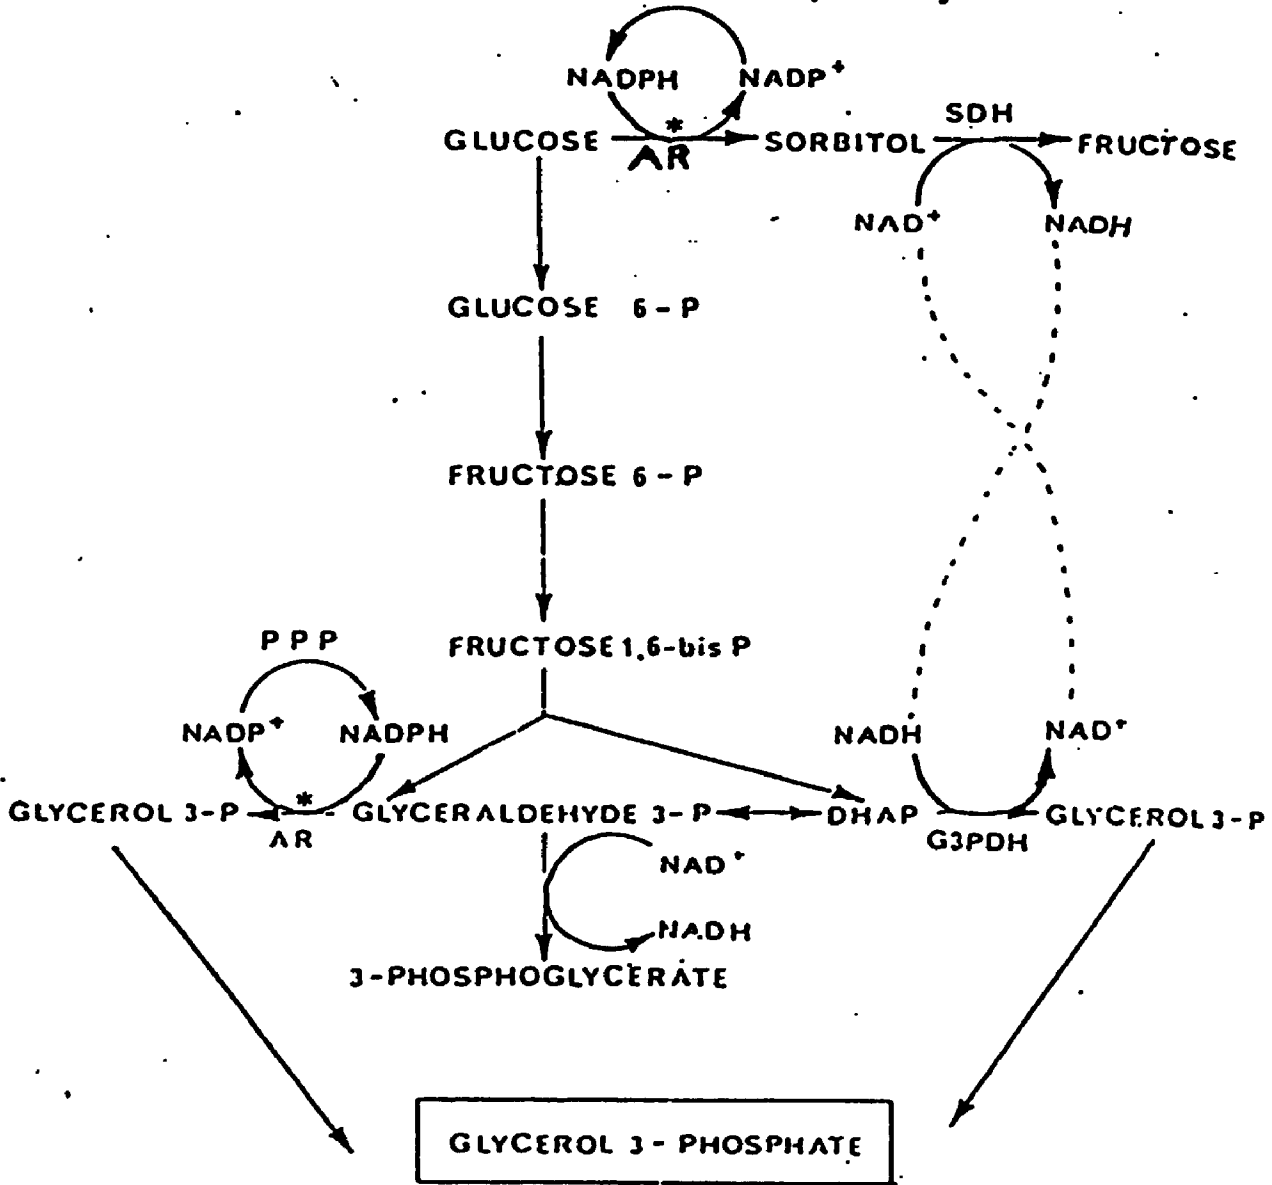 NADPH NADP+
SDH
GLUCOSE * SORBITOL FRUCTOSE
AR
NAD+ NADH
GLUCOSE 6-P
FRUCTOSE 6-P
PPP
FRUCTOSE 1,6-bis P
NADP+ NADPH NADH NAD+
GLYCEROL 3-P * GLYCERALDEHYDE 3-P DHAP GLYCEROL 3-P
AR G3PDH
NAD+
NADH
3-PHOSPHOGLYCERATE
GLYCEROL 3-PHOSPHATE